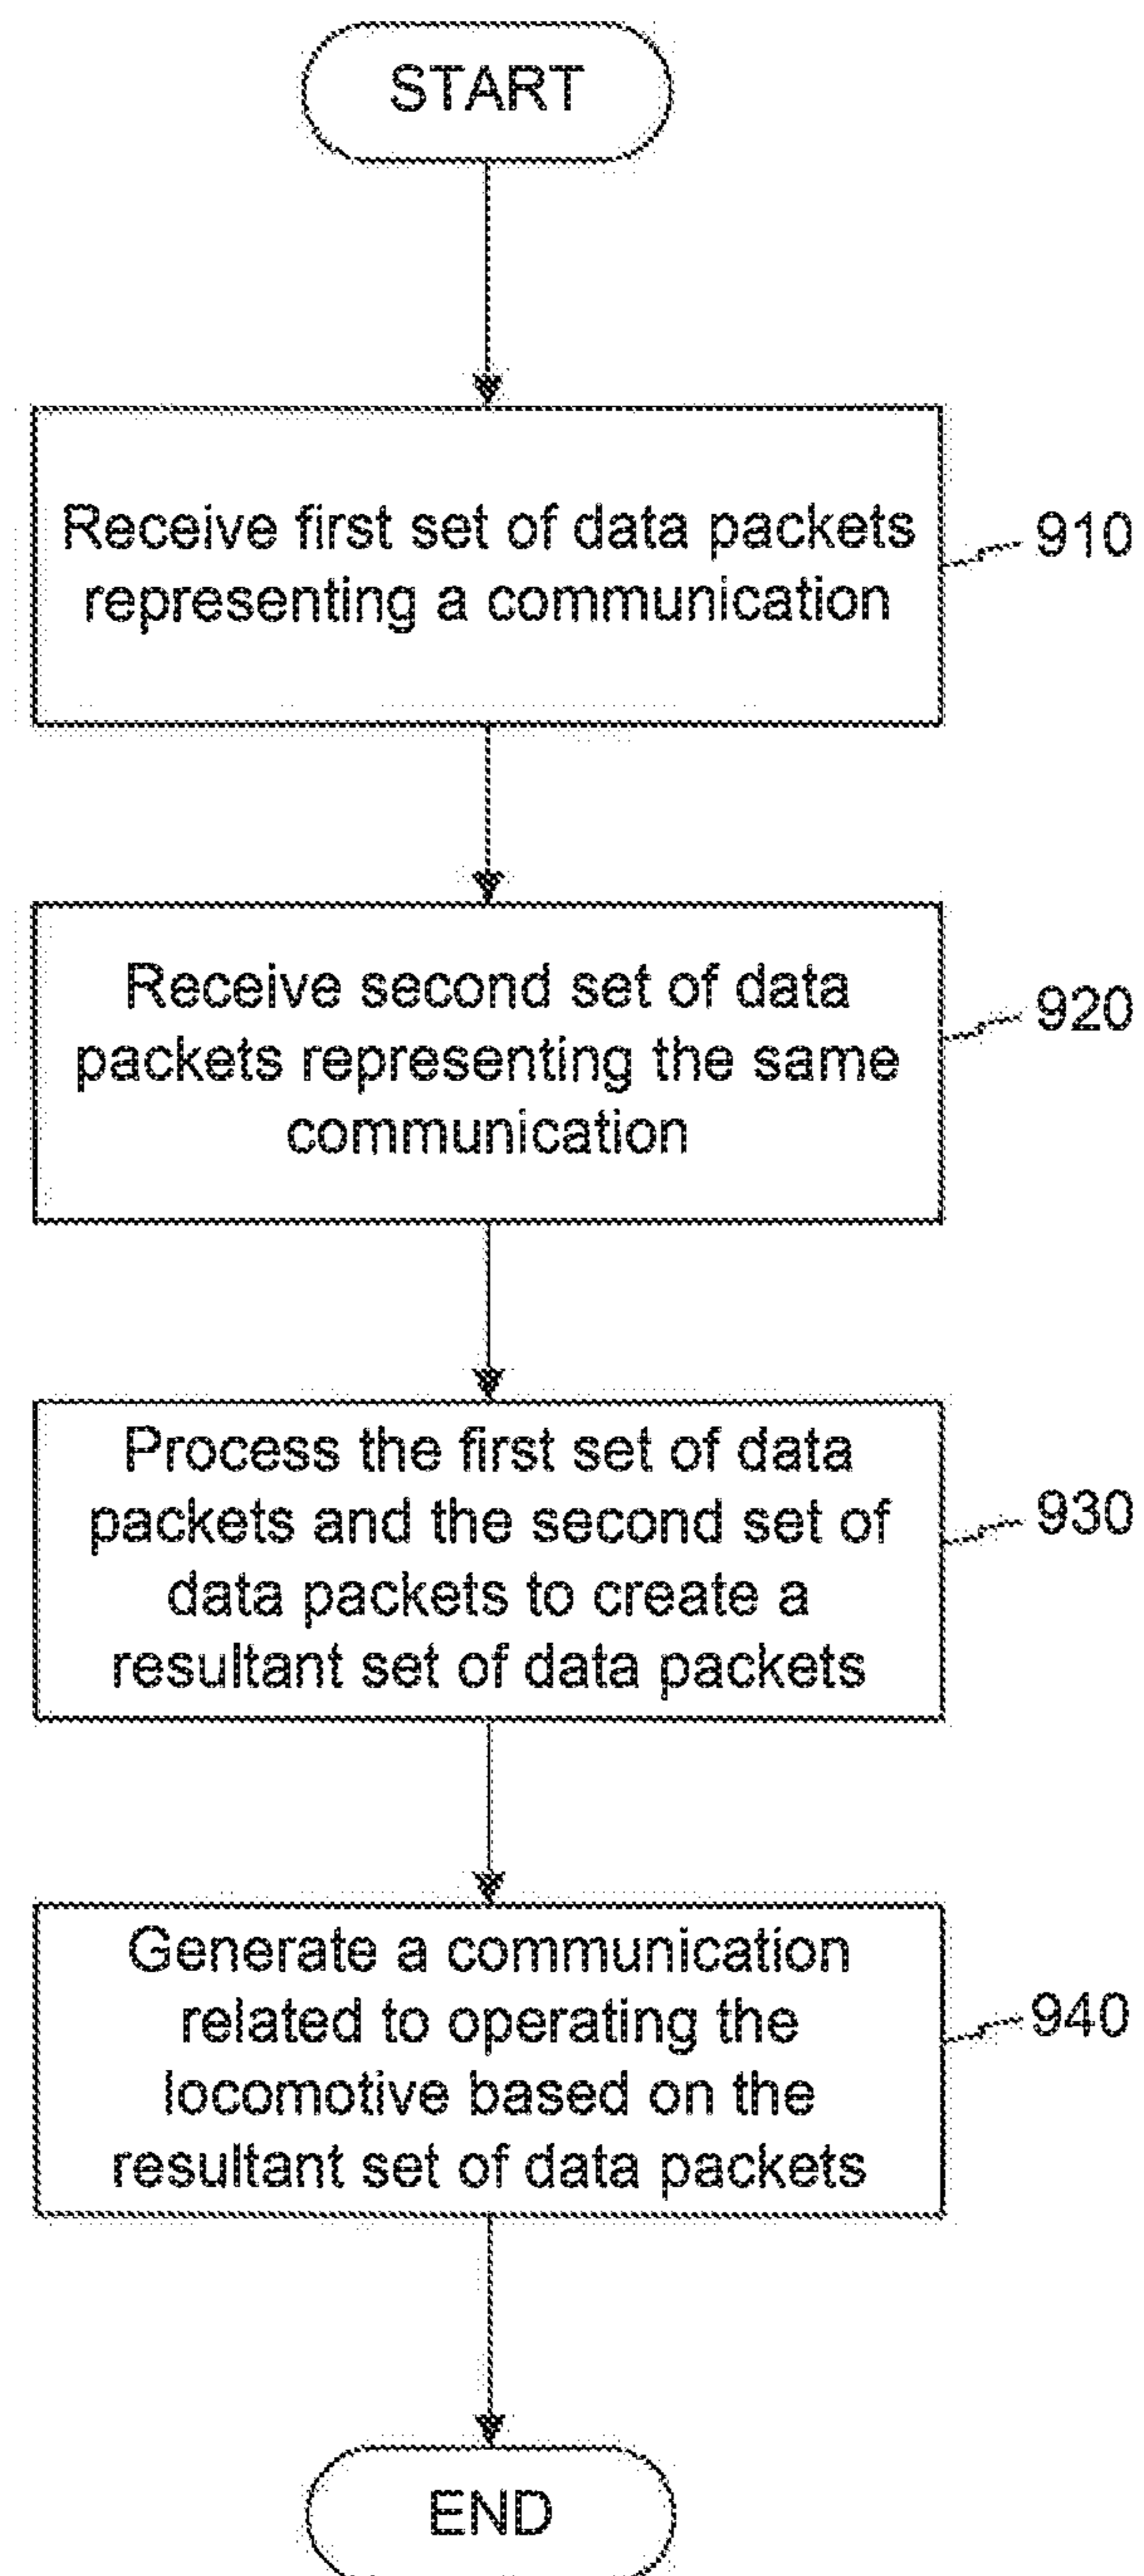 START
Receive first set of data packets
representing a communication
910
Receive second set of data
packets representing the same
communication
920
Process the first set of data
packets and the second set of
data packets to create a
resultant set of data packets
930
Generate a communication
related to operating the
locomotive based on the
resultant set of data packets
940
END